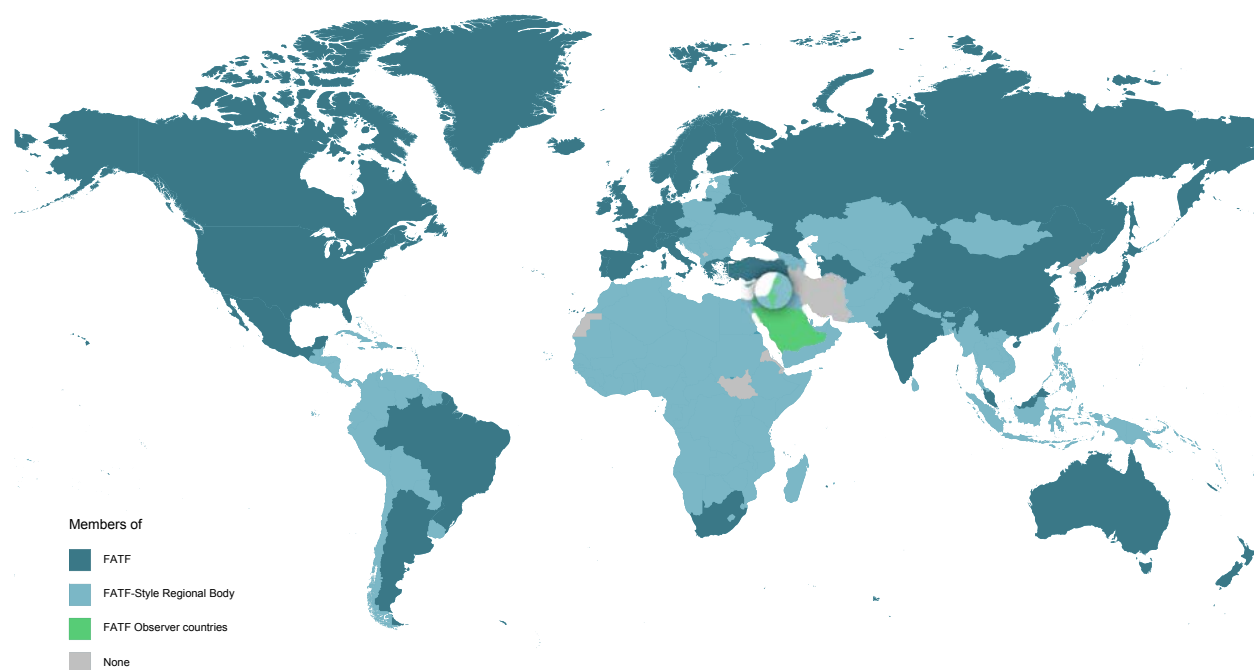 Members of
FATF
FATF-Style Regional Body
FATF Observer countries
None